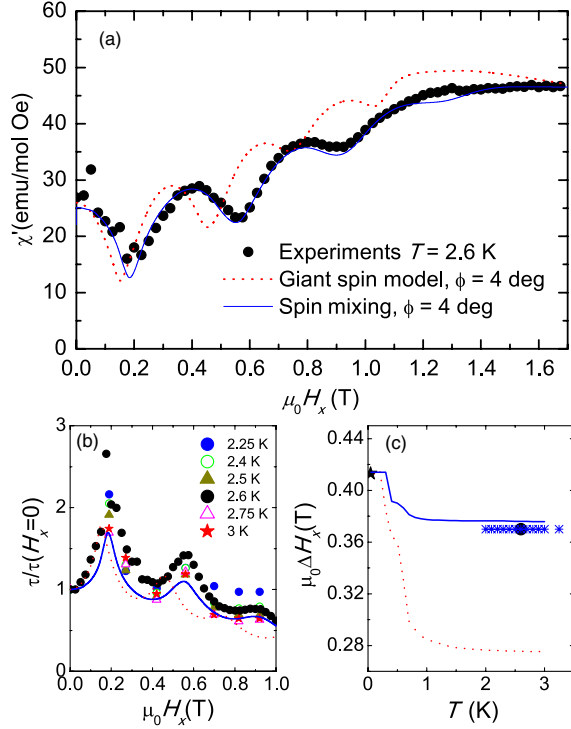 (a)
60
50
40
30
20
10
0
χ'(emu/mol Oe)
Experiments T = 2.6 K
Giant spin model, ϕ = 4 deg
Spin mixing, ϕ = 4 deg
0.0 0.2 0.4 0.6 0.8 1.0 1.2 1.4 1.6
μ0Hx(T)
(b)
3
2
1
0
τ/τ(Hx=0)
2.25 K
2.4 K
2.5 K
2.6 K
2.75 K
3 K
0.0 0.2 0.4 0.6 0.8 1.0
μ0Hx(T)
(c)
0.44
0.40
0.36
0.32
0.28
μ0ΔHx(T)
0 1 2 3 4
T (K)